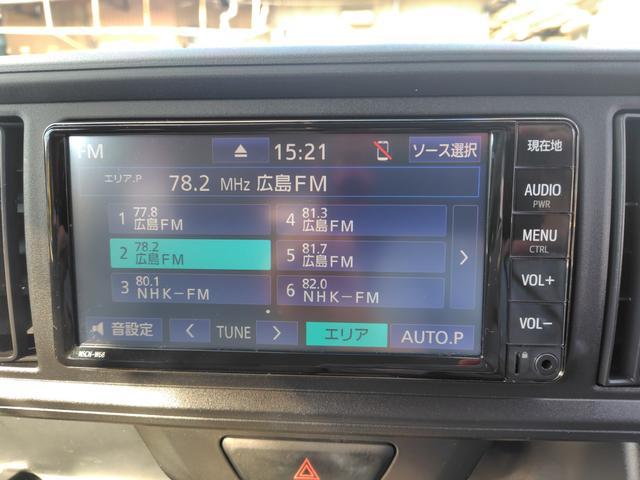 FM
15:21
ソース選択
エリア.P 78.2 MHz 広島FM
1 77.8 広島FM
2 78.2 広島FM
3 80.1 NHK-FM
4 81.3 広島FM
5 81.7 広島FM
6 82.0 NHK-FM
音設定
TUNE
エリア
AUTO.P
現在地
AUDIO
PWR
MENU
CTRL
VOL+
VOL-
NSCN-W68